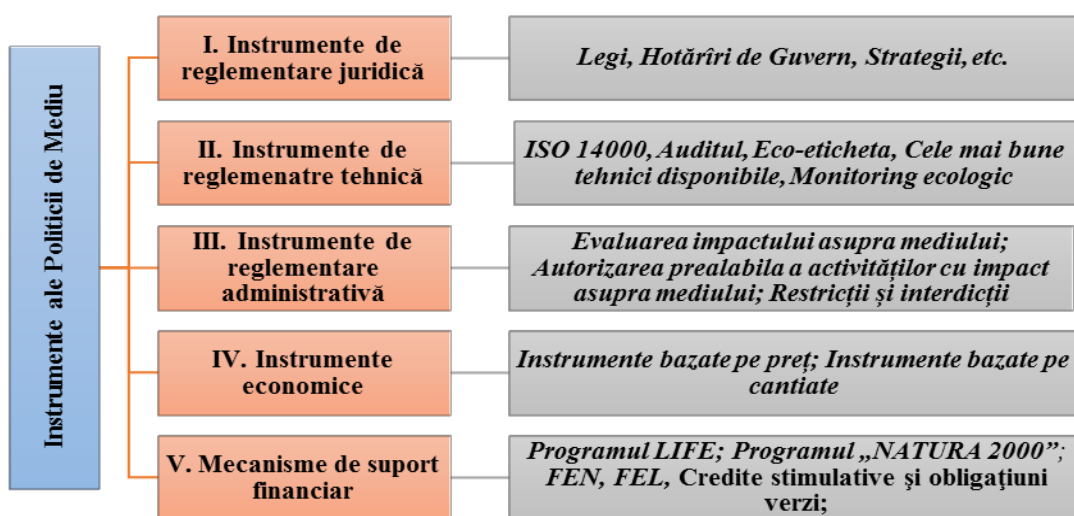 Instrumente ale Politicii de Mediu
I. Instrumente de
reglementare juridică
Legi, Hotărîri de Guvern, Strategii, etc.
II. Instrumente de
reglemenatre tehnică
ISO 14000, Auditul, Eco-eticheta, Cele mai bune
tehnici disponibile, Monitoring ecologic
III. Instrumente de
reglementare
administrativă
Evaluarea impactului asupra mediului;
Autorizarea prealabila a activităților cu impact
asupra mediului; Restricții și interdicții
IV. Instrumente
economice
Instrumente bazate pe preț; Instrumente bazate pe
cantiate
V. Mecanisme de suport
financiar
Programul LIFE; Programul „NATURA 2000”;
FEN, FEL, Credite stimulative şi obligaţiuni
verzi;